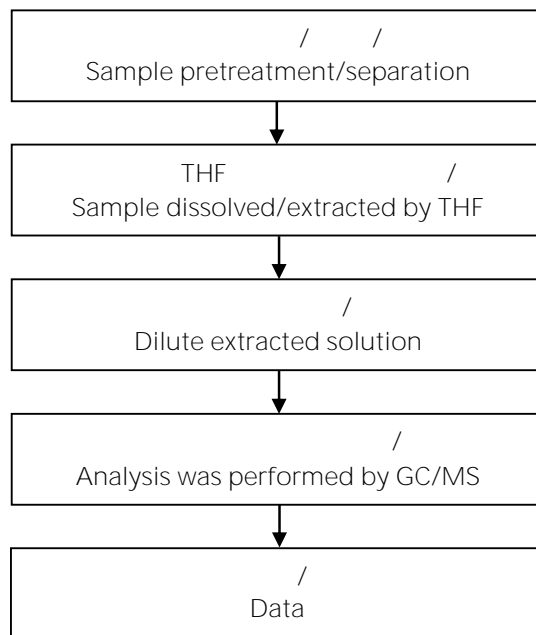 / /
Sample pretreatment/separation
THF /
Sample dissolved/extracted by THF
/
Dilute extracted solution
/
Analysis was performed by GC/MS
/
Data